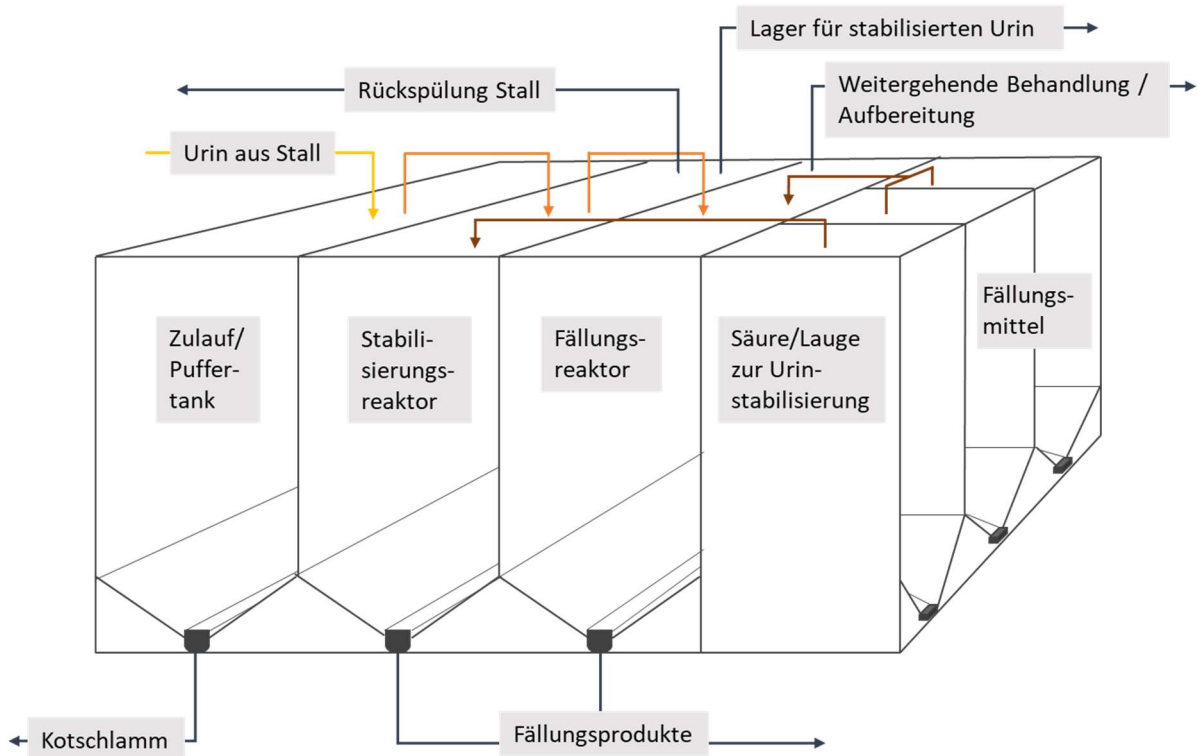 Lager für stabilisierten Urin
Rückspülung Stall
Weitergehende Behandlung /
Aufbereitung
Urin aus Stall
Zulauf/
Puffer-
tank
Stabili-
sierungs-
reaktor
Fällungs-
reaktor
Säure/Lauge
zur Urin-
stabilisierung
Fällungs-
mittel
Kotschlamm
Fällungsprodukte